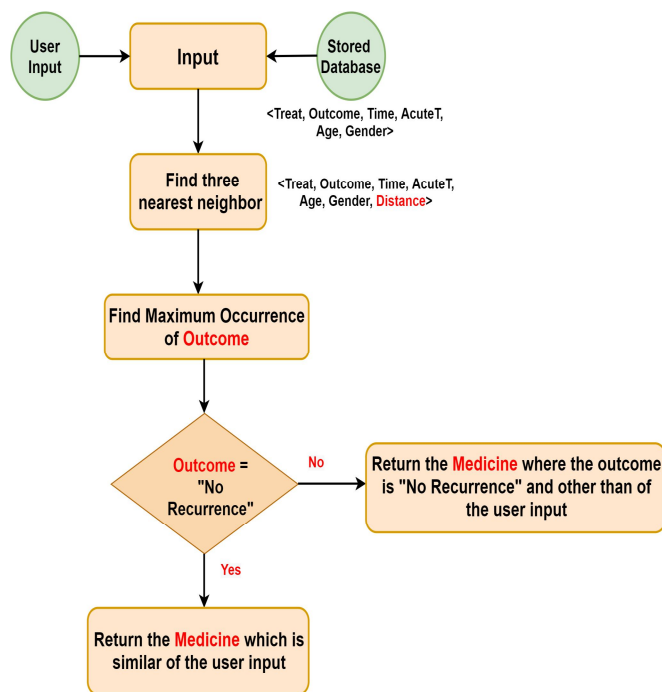 User
Input
Input
Stored
Database
<Treat, Outcome, Time, AcuteT,
Age, Gender>
Find three
nearest neighbor
<Treat, Outcome, Time, AcuteT,
Age, Gender, Distance>
Find Maximum Occurrence
of Outcome
Outcome =
"No
Recurrence"
No
Return the Medicine where the outcome
is "No Recurrence" and other than of
the user input
Yes
Return the Medicine which is
similar of the user input